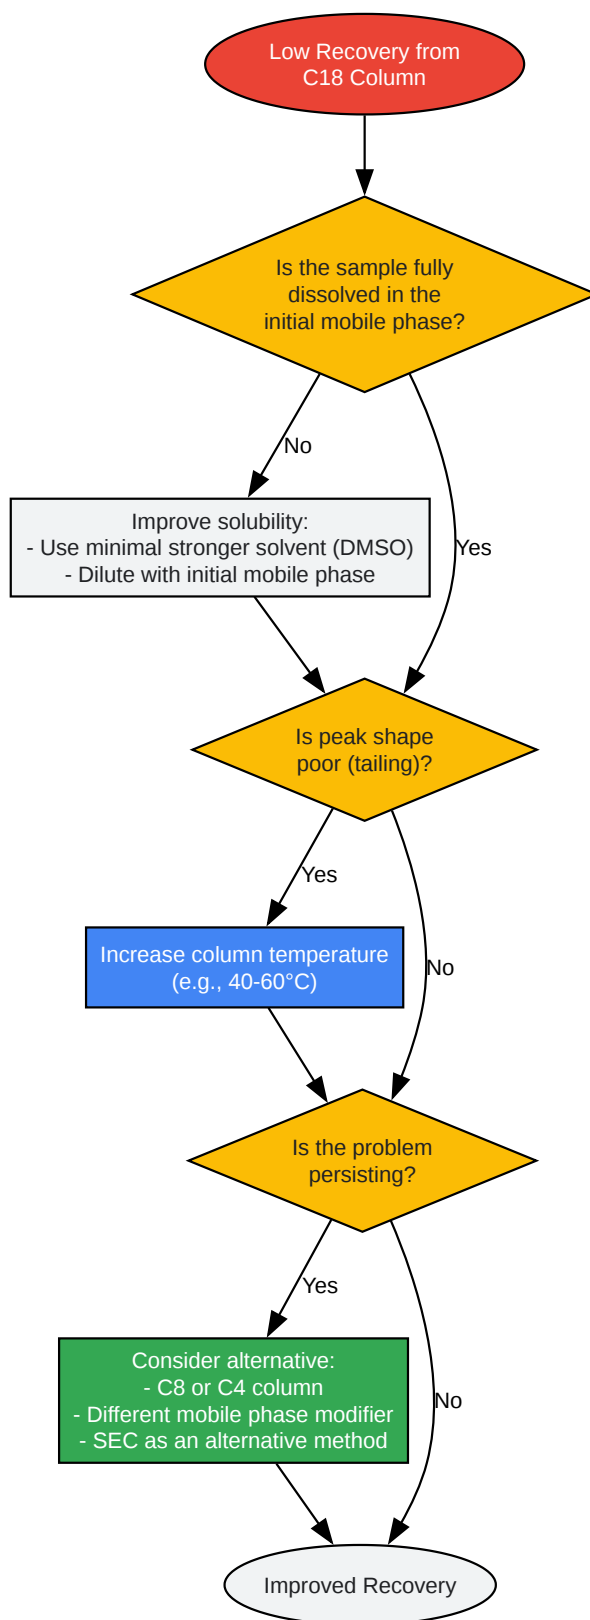 Low Recovery from
C18 Column
Is the sample fully
dissolved in the
initial mobile phase?
No
Improve solubility:
- Use minimal stronger solvent (DMSO)
- Dilute with initial mobile phase
Yes
Is peak shape
poor (tailing)?
Yes
Increase column temperature
(e.g., 40-60°C)
No
Is the problem
persisting?
Yes
Consider alternative:
- C8 or C4 column
- Different mobile phase modifier
- SEC as an alternative method
No
Improved Recovery